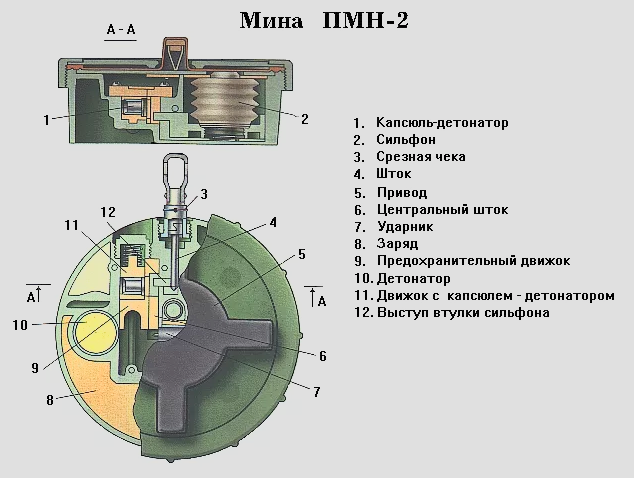 Мина ПМН-2
А - А
1
2
3
4
5
6
7
8
9
10
11
12
А
А
1. Капсюль-детонатор
2. Сильфон
3. Срезная чека
4. Шток
5. Привод
6. Центральный шток
7. Ударник
8. Заряд
9. Предохранительный движок
10. Детонатор
11. Движок с капсюлем - детонатором
12. Выступ втулки сильфона